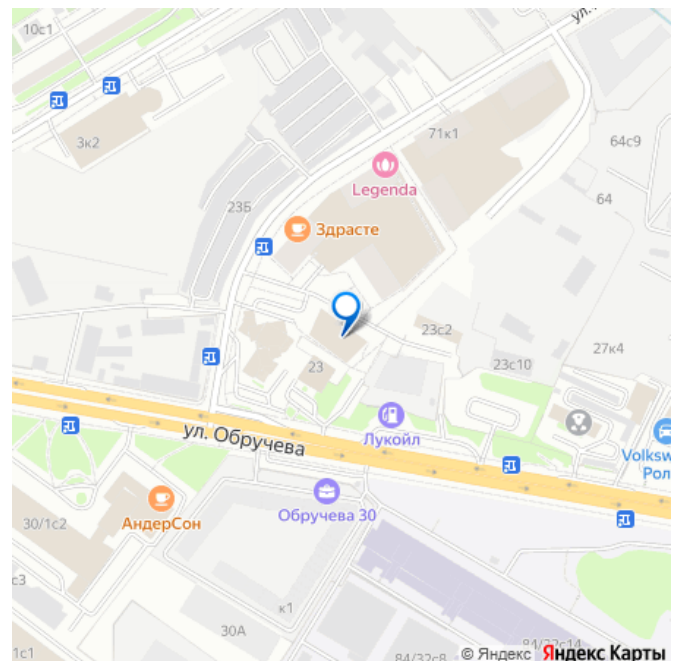 10с1
ул.
3к2
71к1
64с9
Legenda
64
23Б
Здрасте
23с2
27к4
23
23с10
Лукойл
ул. Обручева
Volksw
Рол
Обручева 30
АндерСон
30/1с2
с3
к1
30А
1с1
84/32с8
84/32с14
© Яндекс Яндекс Карты